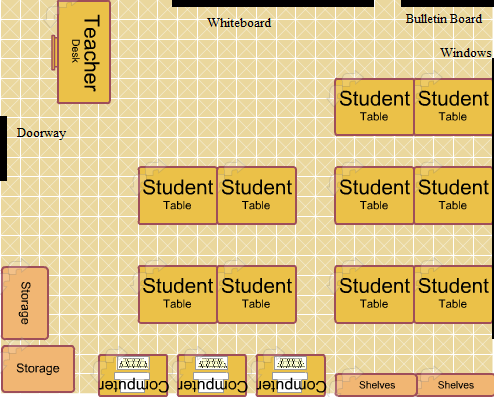 Whiteboard
Bulletin Board
Teacher
Desk
Windows
Student
Table
Student
Table
Doorway
Student
Table
Student
Table
Student
Table
Student
Table
Storage
Student
Table
Student
Table
Student
Table
Student
Table
Storage
Computer
Computer
Computer
Shelves
Shelves